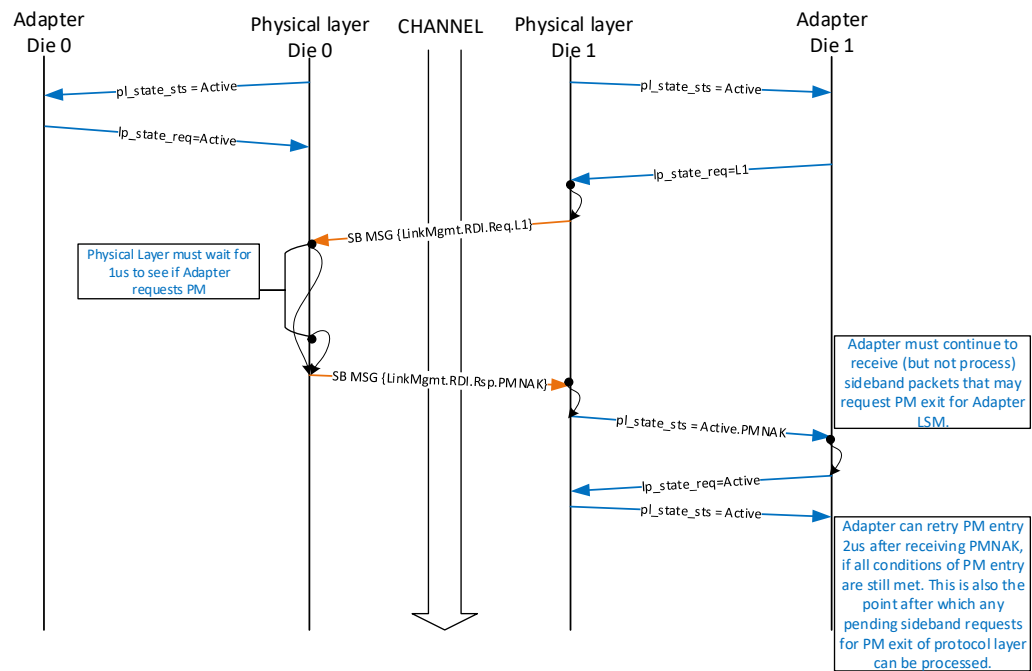 Adapter
Die 0
Physical layer
Die 0
CHANNEL
Physical layer
Die 1
Adapter
Die 1
pl_state_sts = Active
pl_state_sts = Active
lp_state_req=Active
lp_state_req=L1
SB MSG {LinkMgmt.RDI.Req.L1}
Physical Layer must wait for
1us to see if Adapter
requests PM
SB MSG {LinkMgmt.RDI.Rsp.PMNAK}
Adapter must continue to
receive (but not process)
sideband packets that may
request PM exit for Adapter
LSM.
pl_state_sts = Active.PMNAK
lp_state_req=Active
pl_state_sts = Active
Adapter can retry PM entry
2us after receiving PMNAK,
if all conditions of PM entry
are still met. This is also the
point after which any
pending sideband requests
for PM exit of protocol layer
can be processed.